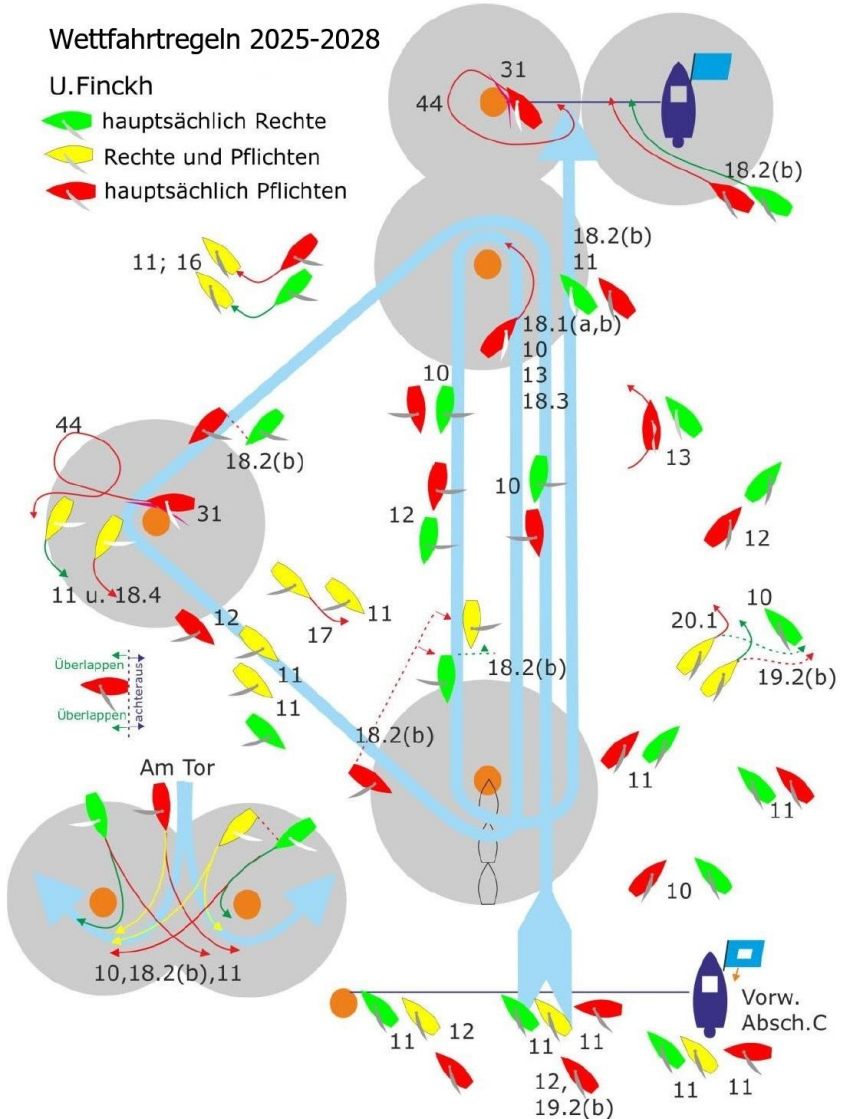 Wettfahrtregeln 2025-2028
U.Finckh
hauptsächlich Rechte
Rechte und Pflichten
hauptsächlich Pflichten
31
44
18.2(b)
11; 16
18.2(b)
11
18.1(a,b)
10
13
18.3
10
44
18.2(b)
13
31
12
10
12
11 u. 18.4
12
17
11
10
20.1
19.2(b)
Überlappen
achteraus
Überlappen
11
11
18.2(b)
18.2(b)
11
11
Am Tor
10
10,18.2(b),11
Vorw.
Absch.C
11
12
11
11
12,
19.2(b)
11
11